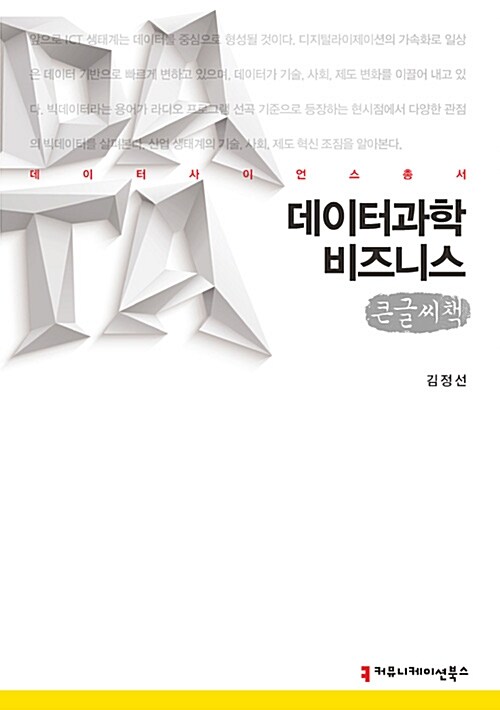 앞으로 ICT 생태계는 데이터를 중심으로 형성될 것이다. 디지털라이제이션의 가속화로 일상
은 데이터 기반으로 빠르게 변하고 있으며, 데이터가 기술, 사회, 제도 변화를 이끌어 내고 있
다. 빅데이터라는 용어가 라디오 프로그램 선곡 기준으로 등장하는 현시점에서 다양한 관점
의 빅데이터를 살펴본다. 산업 생태계의 기술, 사회, 제도 혁신 조짐을 알아본다.
DA
TA
데이터사이언스총서
데이터과학
비즈니스
큰글씨책
김정선
커뮤니케이션북스